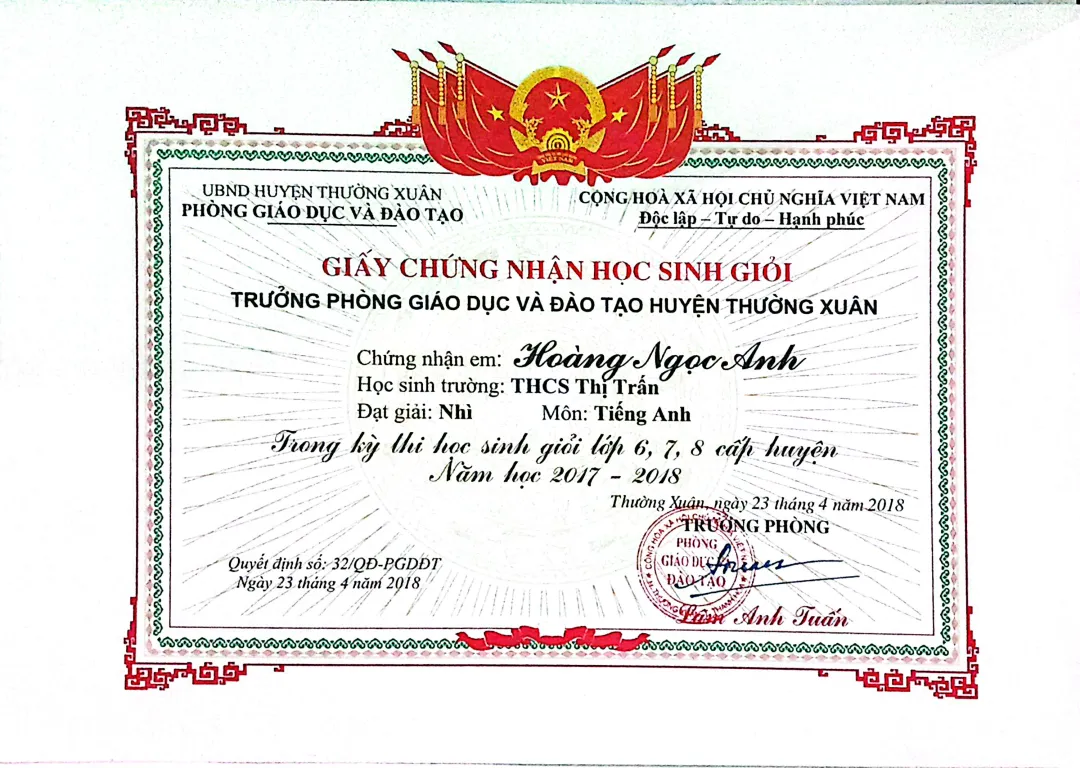 VIỆT NAM
UBND HUYỆN THƯỜNG XUÂN
PHÒNG GIÁO DỤC VÀ ĐÀO TẠO
CỘNG HOÀ XÃ HỘI CHỦ NGHĨA VIỆT NAM
Độc lập – Tự do – Hạnh phúc
GIẤY CHỨNG NHẬN HỌC SINH GIỎI
TRƯỞNG PHÒNG GIÁO DỤC VÀ ĐÀO TẠO HUYỆN THƯỜNG XUÂN
Chứng nhận em: Hoàng Ngọc Anh
Học sinh trường: THCS Thị Trấn
Đạt giải: Nhì Môn: Tiếng Anh
Trong kỳ thi học sinh giỏi lớp 6, 7, 8 cấp huyện
Năm học 2017 - 2018
Thường Xuân, ngày 23 tháng 4 năm 2018
TRƯỞNG PHÒNG
PHÒNG
GIÁO DỤC
ĐÀO TẠO
Lâm Anh Tuấn
Quyết định số: 32/QĐ-PGDĐT
Ngày 23 tháng 4 năm 2018